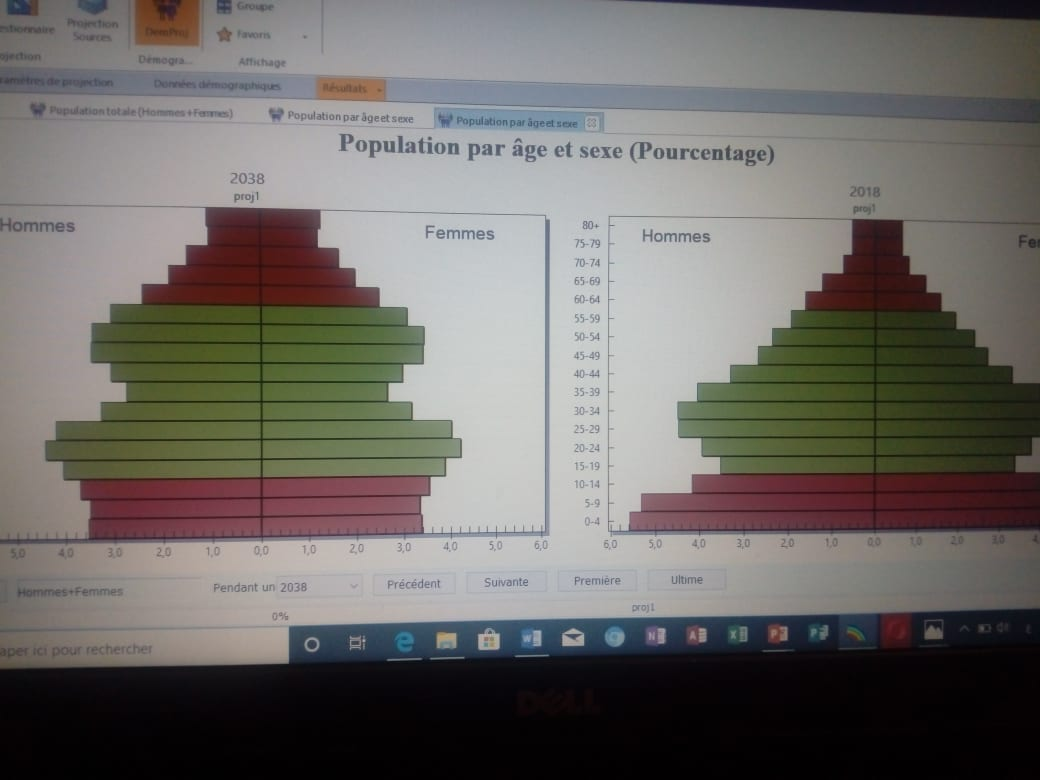 Groupe
Projection
Sources
DemProj
Favoris
Démogra...
Affichage
Données démographiques
Résultats
Population totale (Hommes+Femmes)
Population par âge et sexe
Population par âge et sexe
Population par âge et sexe (Pourcentage)
2038
proj1
Hommes
Femmes
5,0 4,0 3,0 2,0 1,0 0,0 1,0 2,0 3,0 4,0 5,0 6,0
2018
proj1
Hommes
80+
75-79
70-74
65-69
60-64
55-59
50-54
45-49
40-44
35-39
30-34
25-29
20-24
15-19
10-14
5-9
0-4
6,0 5,0 4,0 3,0 2,0 1,0 0,0 1,0 2,0 3,0
Hommes+Femmes
Pendant un 2038
Précédent
Suivante
Première
Ultime
0%
proj1
aper ici pour rechercher
DELL